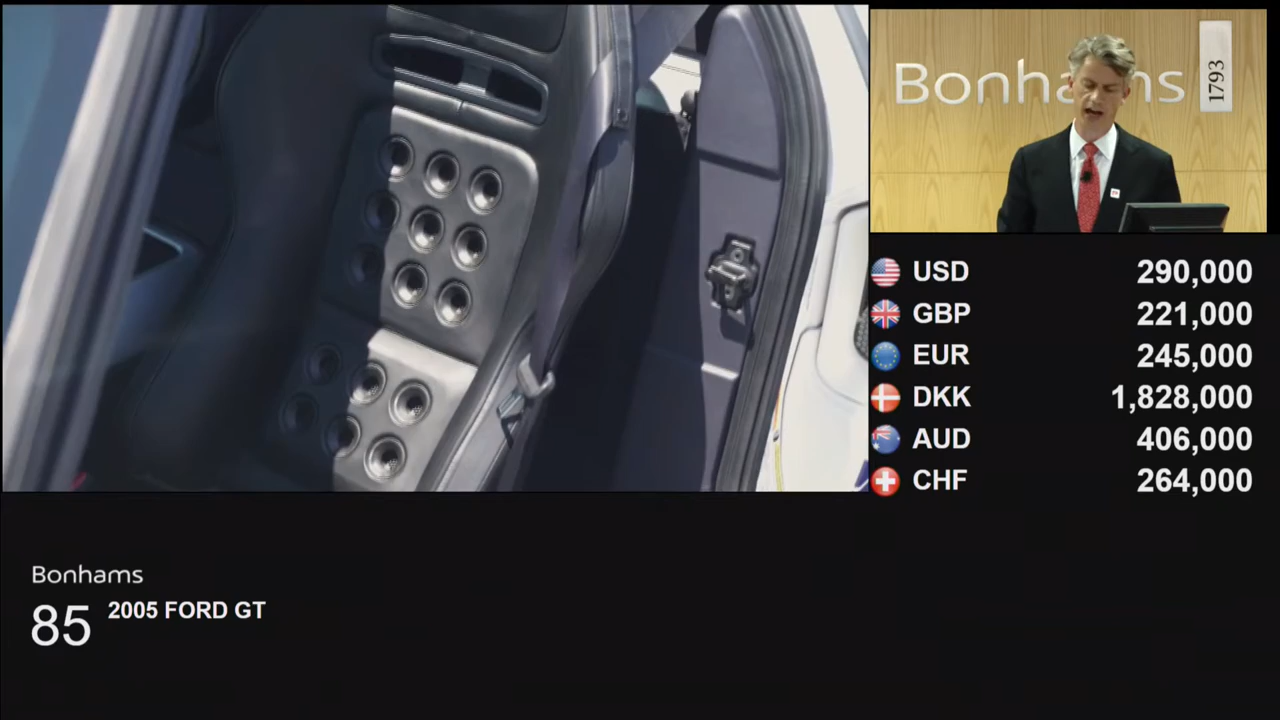 Bonhams
1793
USD 290,000
GBP 221,000
EUR 245,000
DKK 1,828,000
AUD 406,000
CHF 264,000
Bonhams
85 2005 FORD GT